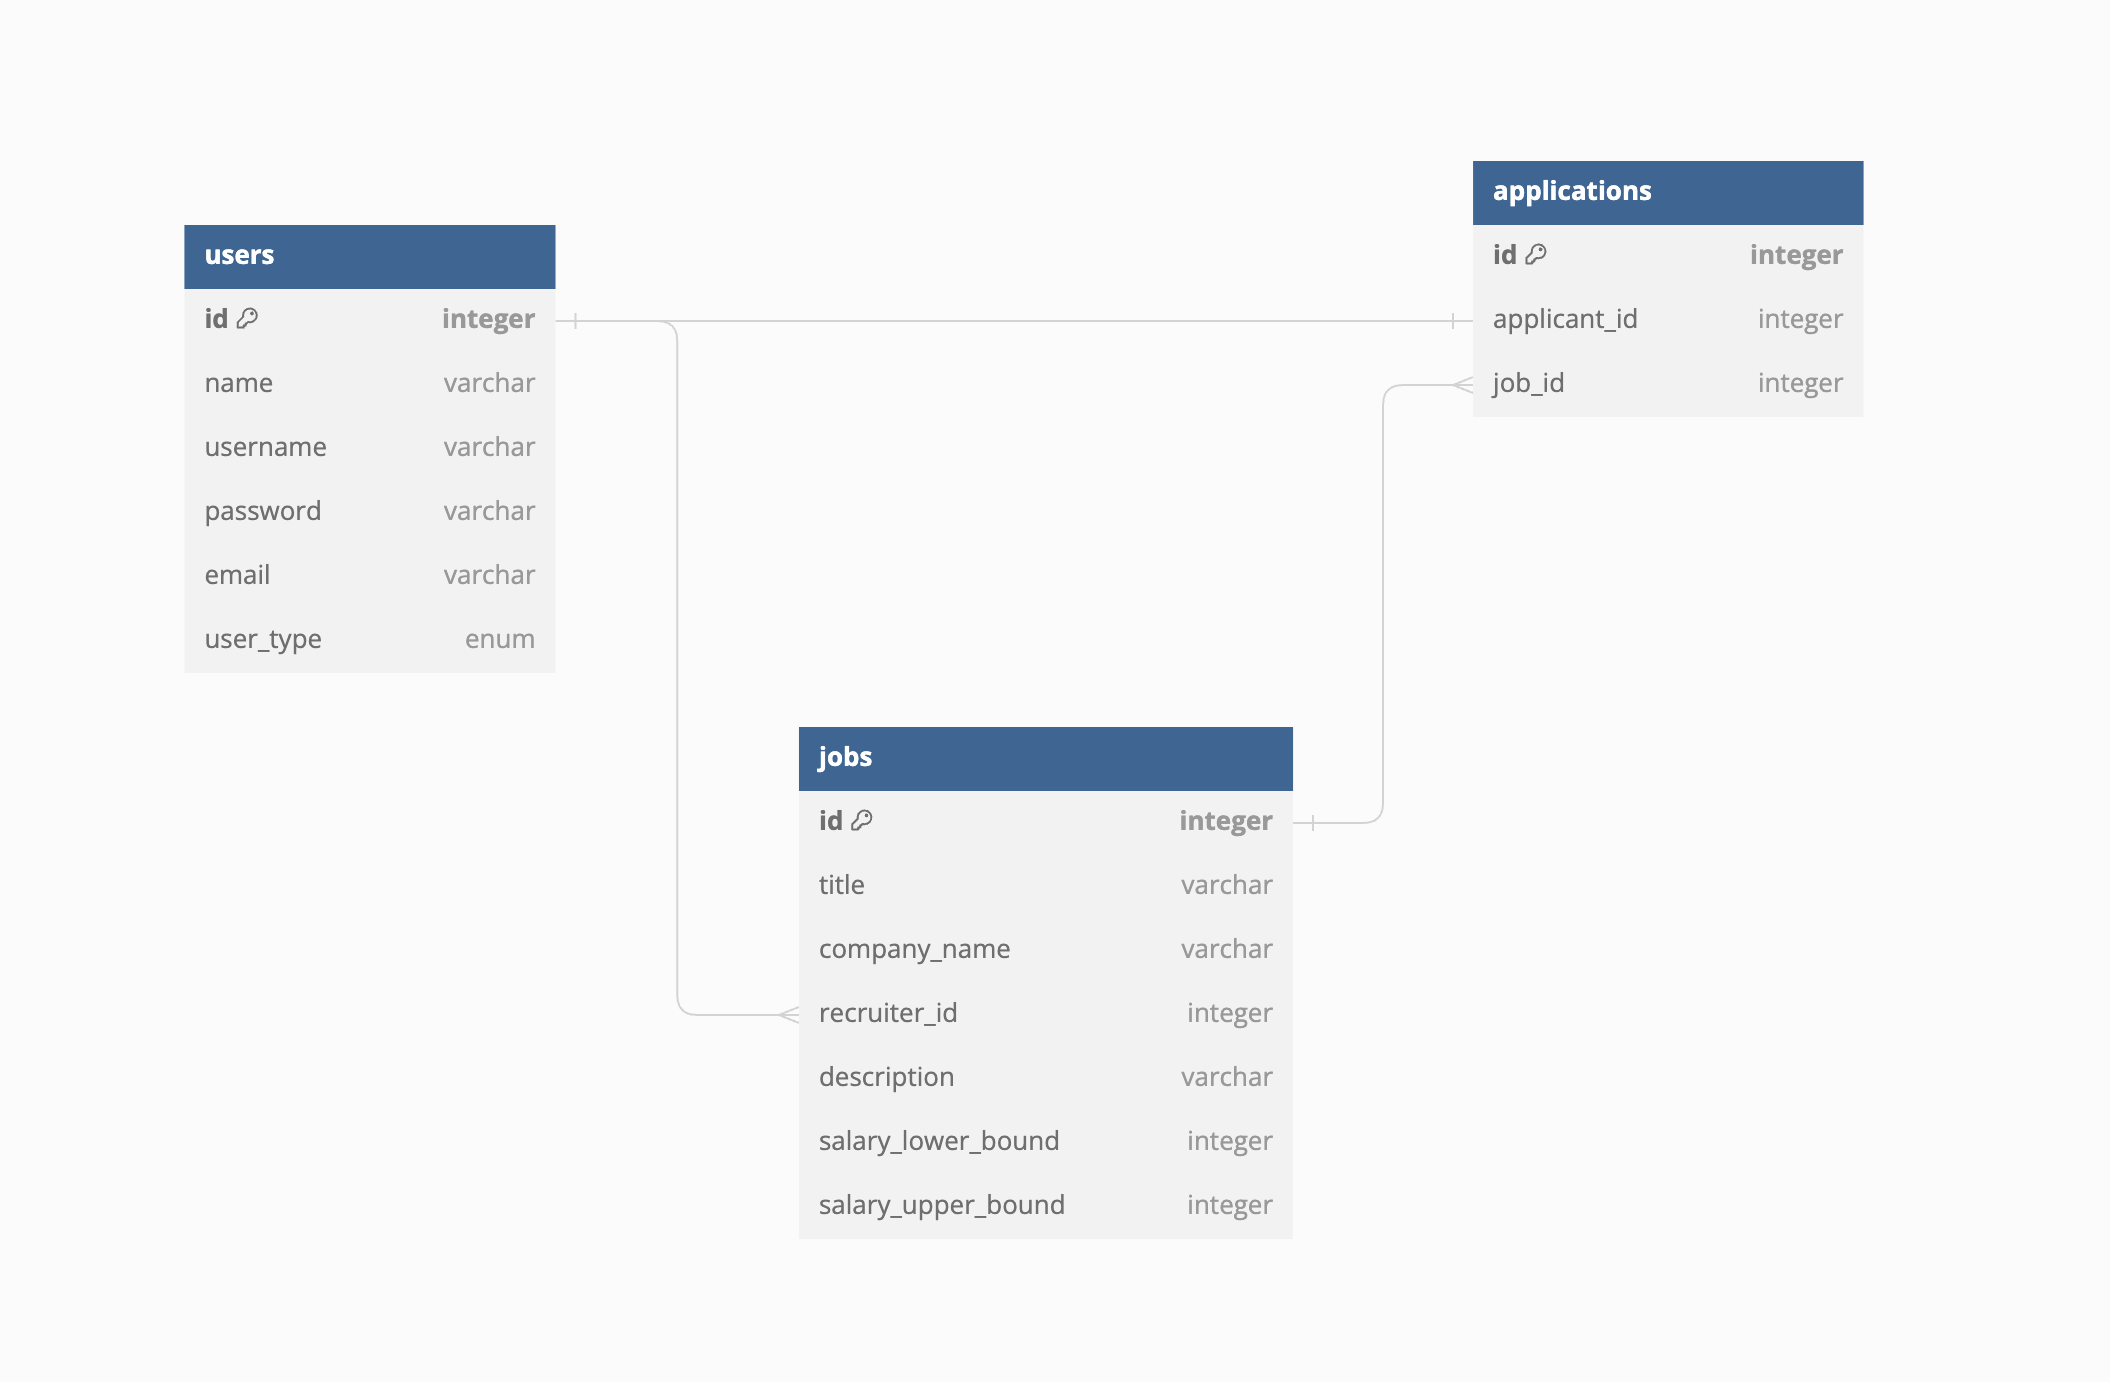 users
id integer
name varchar
username varchar
password varchar
email varchar
user_type enum
applications
id integer
applicant_id integer
job_id integer
jobs
id integer
title varchar
company_name varchar
recruiter_id integer
description varchar
salary_lower_bound integer
salary_upper_bound integer